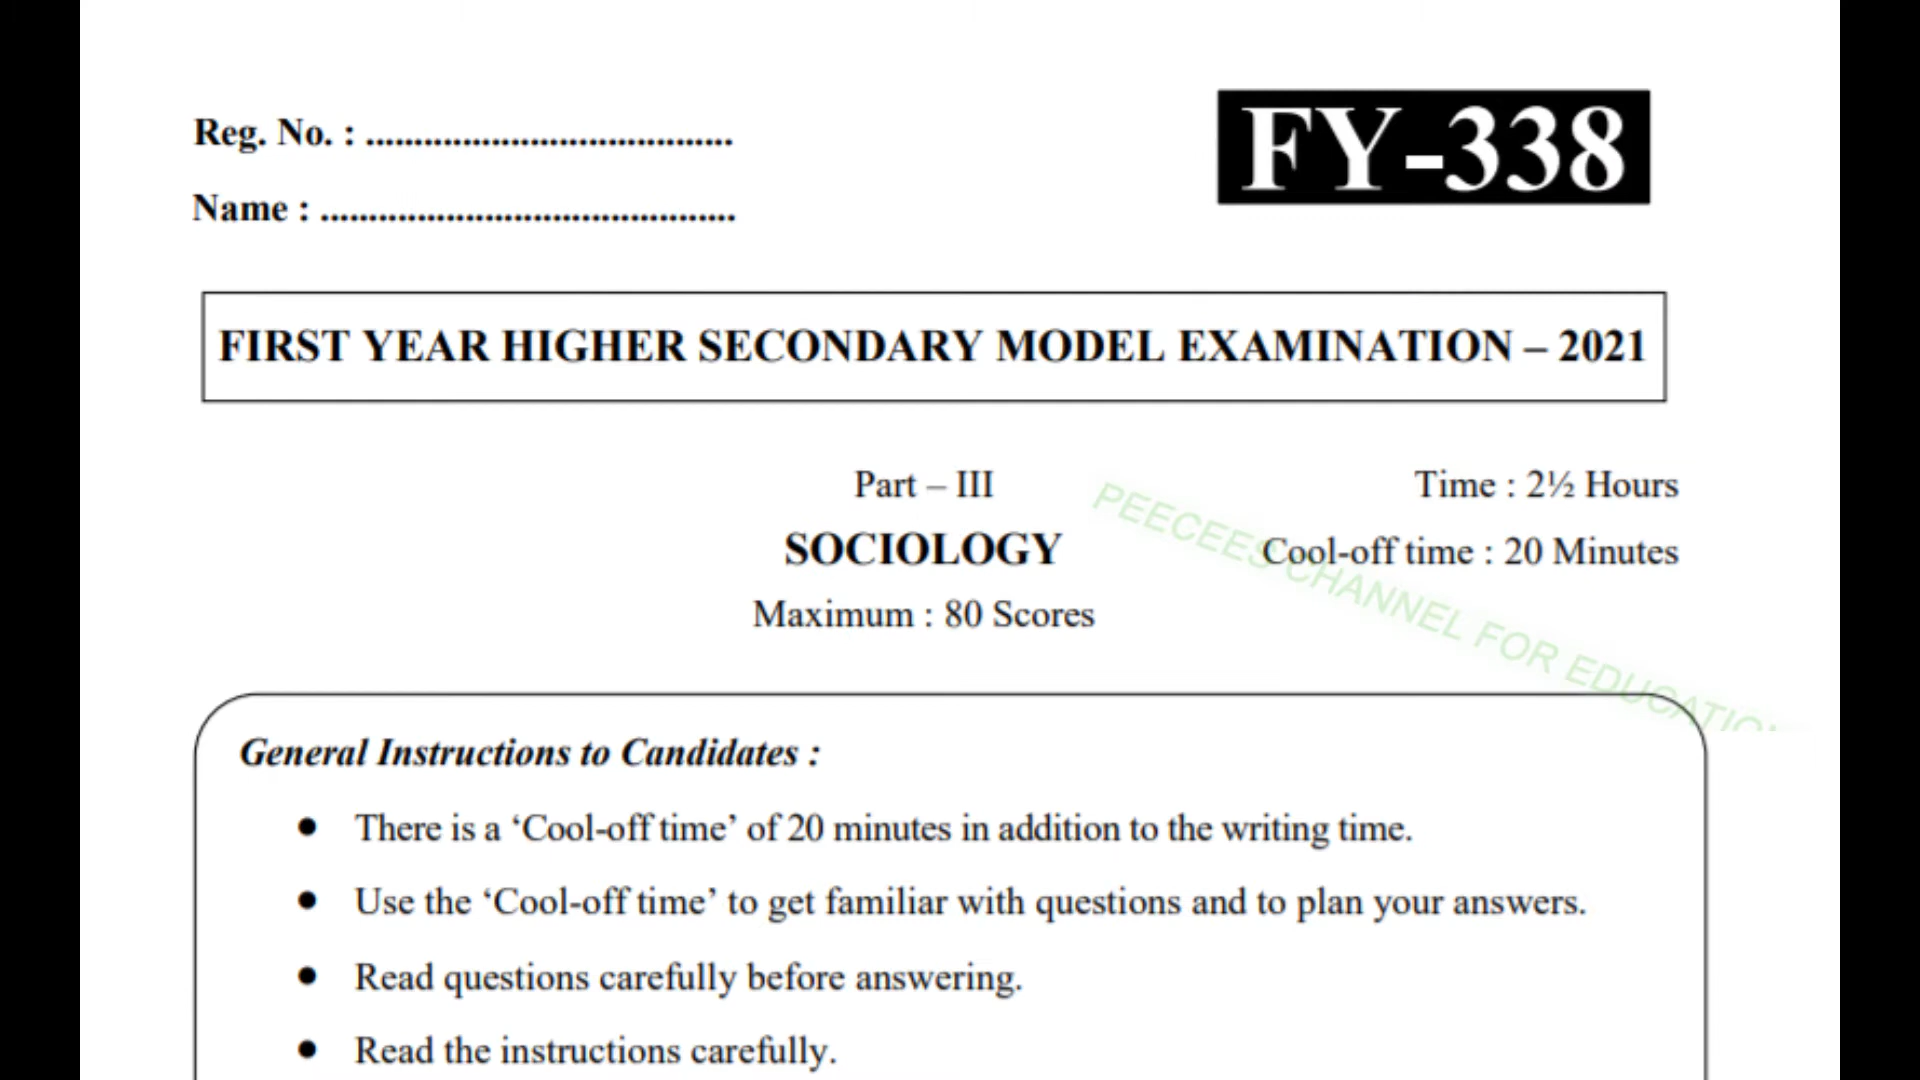 Reg. No. : ......................................
FY-338
Name : ...........................................
FIRST YEAR HIGHER SECONDARY MODEL EXAMINATION – 2021
Part – III
Time : 2½ Hours
SOCIOLOGY
Cool-off time : 20 Minutes
Maximum : 80 Scores
PEECEES CHANNEL FOR EDUCATION
General Instructions to Candidates :
● There is a ‘Cool-off time’ of 20 minutes in addition to the writing time.
● Use the ‘Cool-off time’ to get familiar with questions and to plan your answers.
● Read questions carefully before answering.
● Read the instructions carefully.